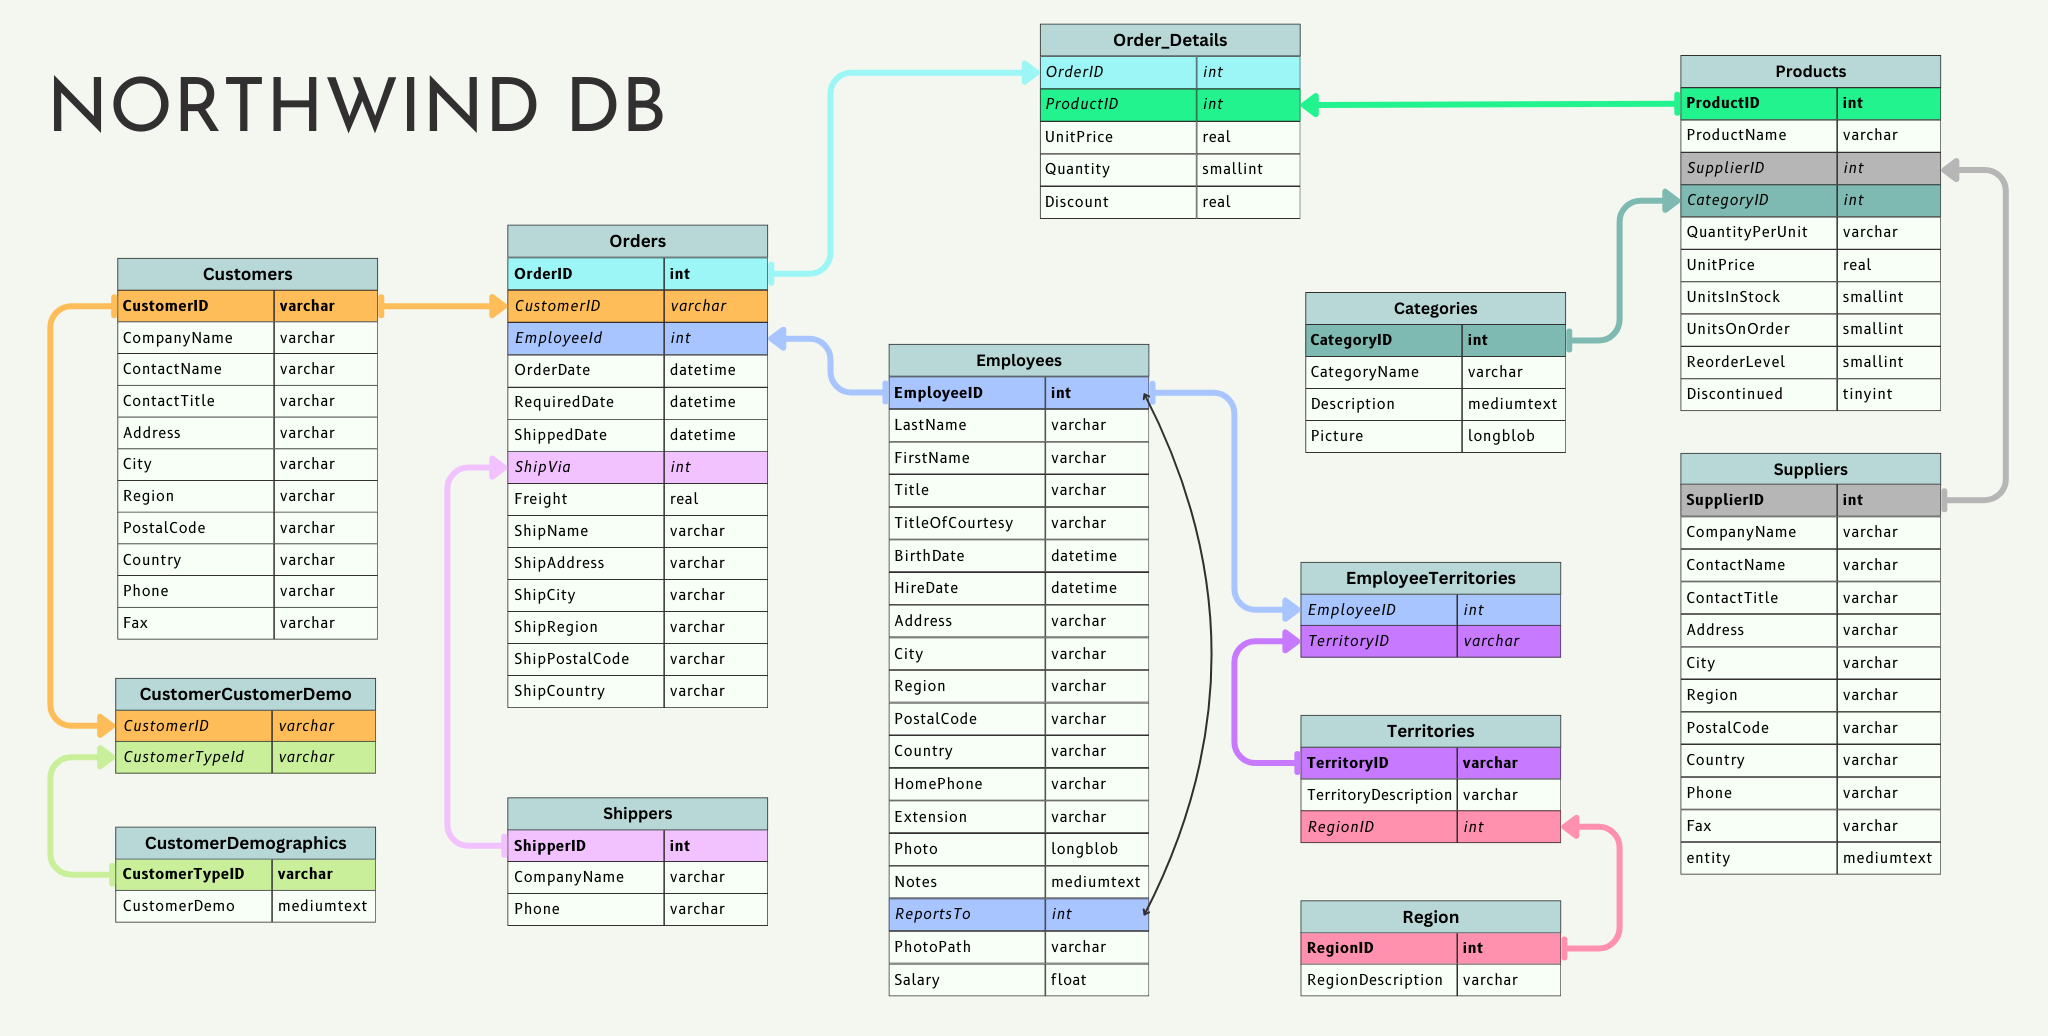 NORTHWIND DB
Order_Details
OrderID int
ProductID int
UnitPrice real
Quantity smallint
Discount real
Products
ProductID int
ProductName varchar
SupplierID int
CategoryID int
QuantityPerUnit varchar
UnitPrice real
UnitsInStock smallint
UnitsOnOrder smallint
ReorderLevel smallint
Discontinued tinyint
Customers
CustomerID varchar
CompanyName varchar
ContactName varchar
ContactTitle varchar
Address varchar
City varchar
Region varchar
PostalCode varchar
Country varchar
Phone varchar
Fax varchar
Orders
OrderID int
CustomerID varchar
EmployeeId int
OrderDate datetime
RequiredDate datetime
ShippedDate datetime
ShipVia int
Freight real
ShipName varchar
ShipAddress varchar
ShipCity varchar
ShipRegion varchar
ShipPostalCode varchar
ShipCountry varchar
Employees
EmployeeID int
LastName varchar
FirstName varchar
Title varchar
TitleOfCourtesy varchar
BirthDate datetime
HireDate datetime
Address varchar
City varchar
Region varchar
PostalCode varchar
Country varchar
HomePhone varchar
Extension varchar
Photo longblob
Notes mediumtext
ReportsTo int
PhotoPath varchar
Salary float
Categories
CategoryID int
CategoryName varchar
Description mediumtext
Picture longblob
Suppliers
SupplierID int
CompanyName varchar
ContactName varchar
ContactTitle varchar
Address varchar
City varchar
Region varchar
PostalCode varchar
Country varchar
Phone varchar
Fax varchar
entity mediumtext
EmployeeTerritories
EmployeeID int
TerritoryID varchar
CustomerCustomerDemo
CustomerID varchar
CustomerTypeId varchar
Territories
TerritoryID varchar
TerritoryDescription varchar
RegionID int
CustomerDemographics
CustomerTypeID varchar
CustomerDemo mediumtext
Shippers
ShipperID int
CompanyName varchar
Phone varchar
Region
RegionID int
RegionDescription varchar